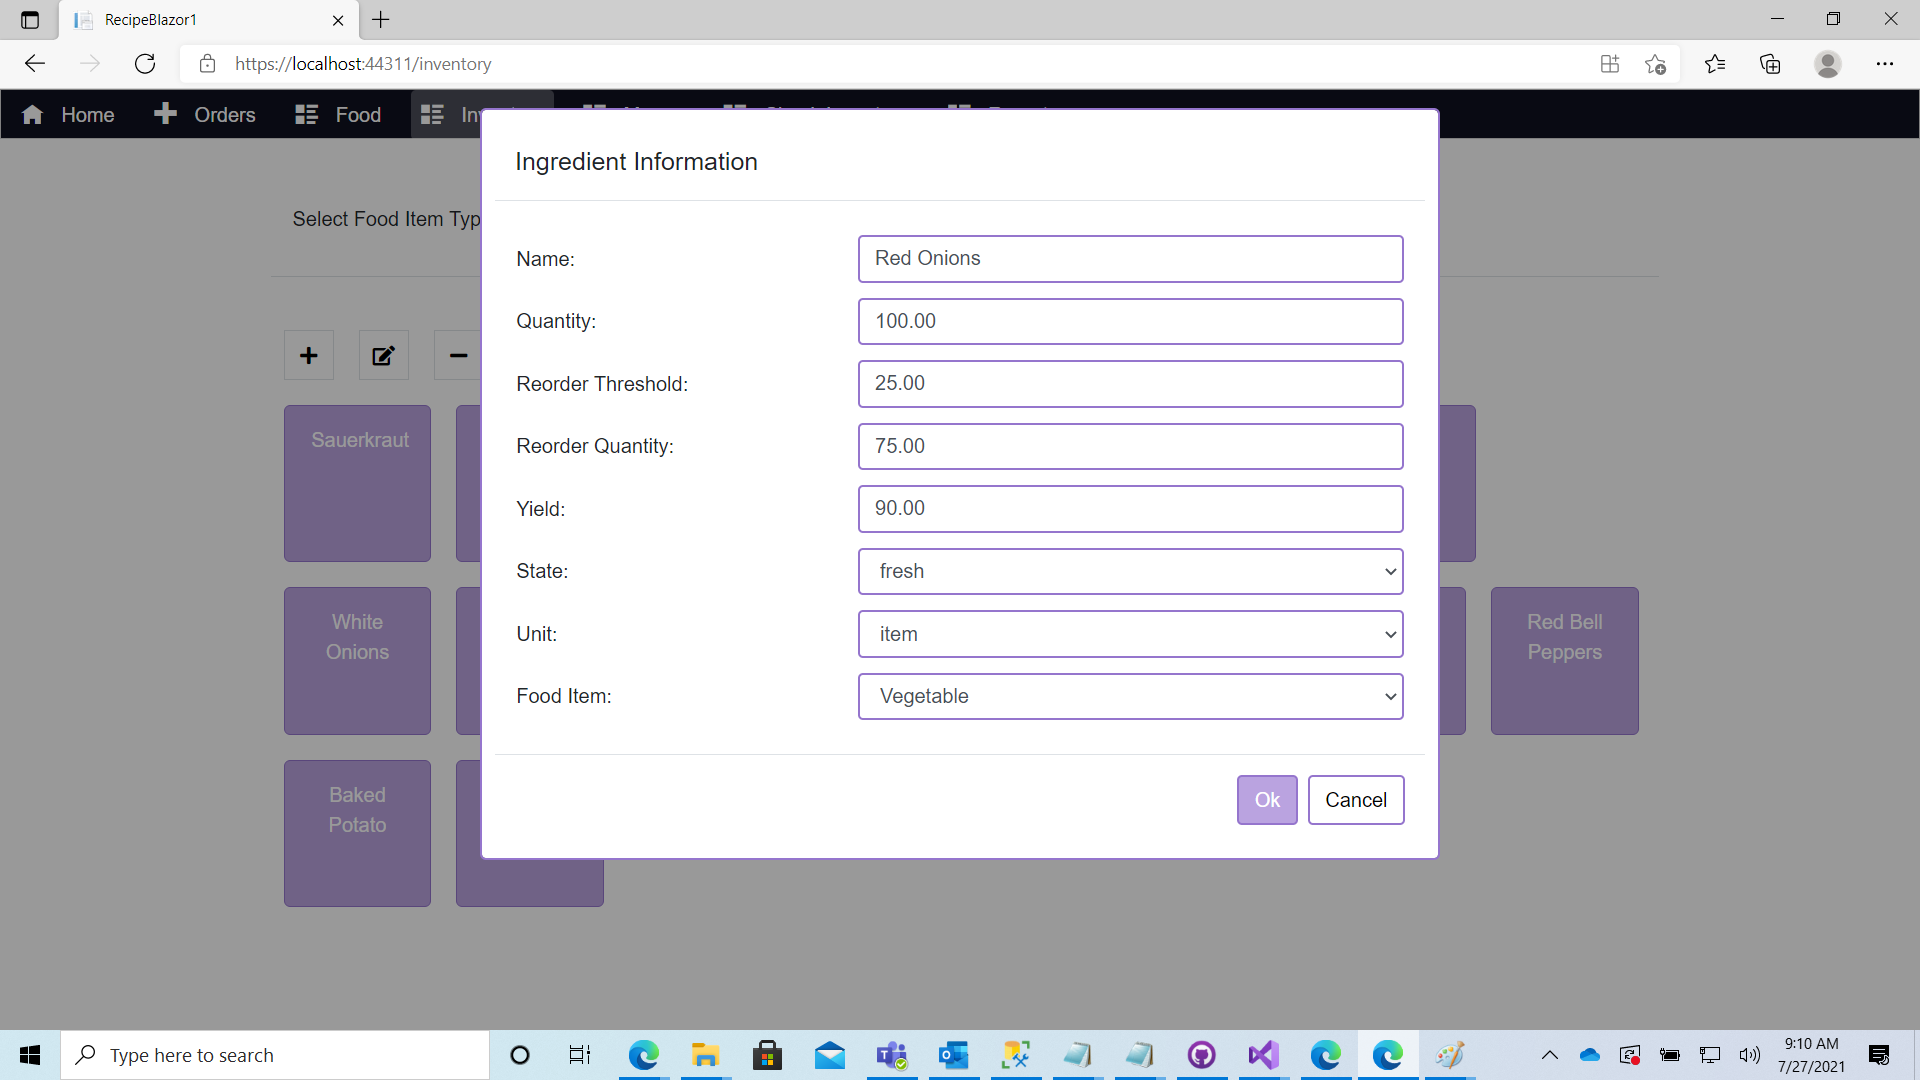 RecipeBlazor1
https://localhost:44311/inventory
Home
Orders
Food
Ingredient Information
Select Food Item Typ
Name:
Red Onions
Quantity:
100.00
Reorder Threshold:
25.00
Reorder Quantity:
75.00
Yield:
90.00
State:
fresh
Unit:
item
Food Item:
Vegetable
Ok
Cancel
Sauerkraut
White
Onions
Red Bell
Peppers
Baked
Potato
Type here to search
9:10 AM
7/27/2021